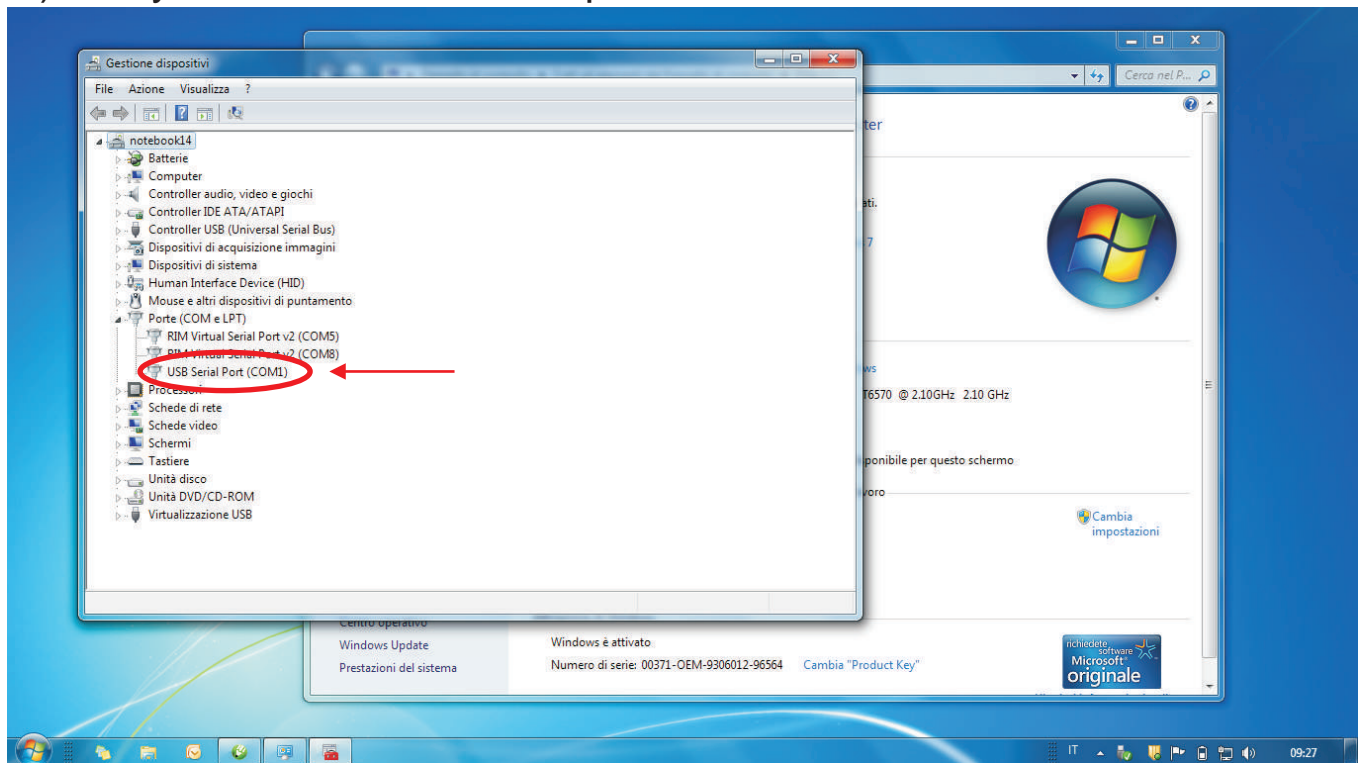 Gestione dispositivi
File Azione Visualizza ?
notebook14
Batterie
Computer
Controller audio, video e giochi
Controller IDE ATA/ATAPI
Controller USB (Universal Serial Bus)
Dispositivi di acquisizione immagini
Dispositivi di sistema
Human Interface Device (HID)
Mouse e altri dispositivi di puntamento
Porte (COM e LPT)
RIM Virtual Serial Port v2 (COM5)
RIM Virtual Serial Port v2 (COM8)
USB Serial Port (COM1)
Processori
Schede di rete
Schede video
Schermi
Tastiere
Unità disco
Unità DVD/CD-ROM
Virtualizzazione USB
Cerca nel P...
ter
ati.
7
ws
T6570 @ 2.10GHz 2.10 GHz
ponibile per questo schermo
voro
Cambia
impostazioni
Centro operativo
Windows Update
Prestazioni del sistema
Windows è attivato
Numero di serie: 00371-OEM-9306012-96564 Cambia "Product Key"
richiedete
software
Microsoft
originale
IT
09:27